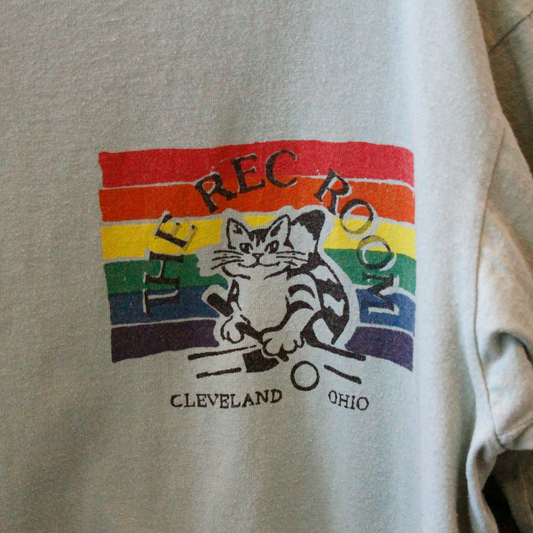 THE REC ROOM
CLEVELAND OHIO